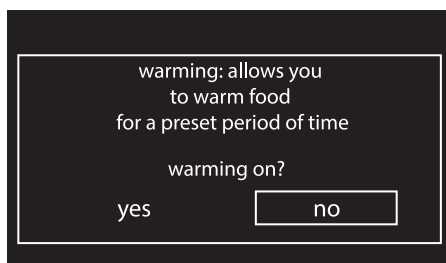 warming: allows you
to warm food
for a preset period of time
warming on?
yes no